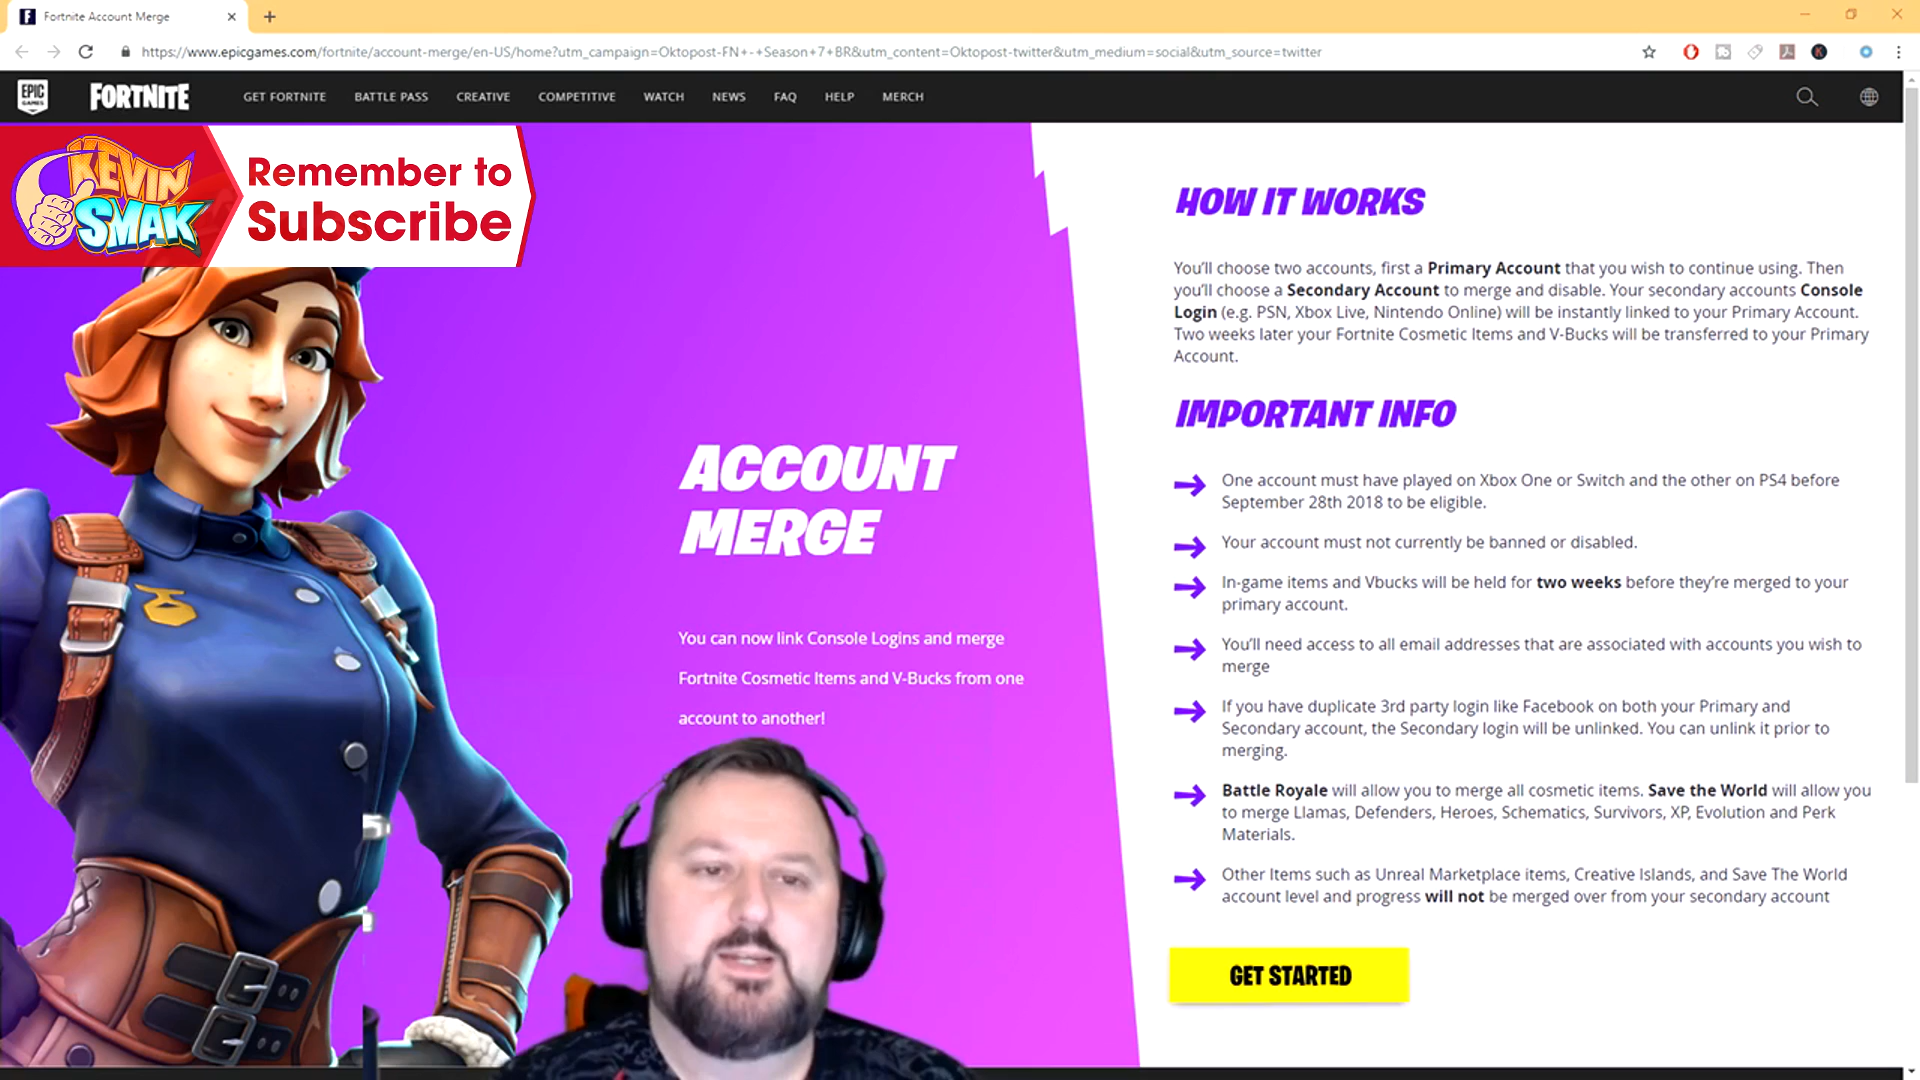 Fortnite Account Merge
https://www.epicgames.com/fortnite/account-merge/en-US/home?utm_campaign=Oktopost-FN+-+Season+7+BR&utm_content=Oktopost-twitter&utm_medium=social&utm_source=twitter
EPIC GAMES
FORTNITE
GET FORTNITE BATTLE PASS CREATIVE COMPETITIVE WATCH NEWS FAQ HELP MERCH
KEVIN
SMAK
Remember to
Subscribe
ACCOUNT
MERGE
You can now link Console Logins and merge
Fortnite Cosmetic Items and V-Bucks from one
account to another!
HOW IT WORKS
You'll choose two accounts, first a Primary Account that you wish to continue using. Then
you'll choose a Secondary Account to merge and disable. Your secondary accounts Console
Login (e.g. PSN, Xbox Live, Nintendo Online) will be instantly linked to your Primary Account.
Two weeks later your Fortnite Cosmetic Items and V-Bucks will be transferred to your Primary
Account.
IMPORTANT INFO
One account must have played on Xbox One or Switch and the other on PS4 before
September 28th 2018 to be eligible.
Your account must not currently be banned or disabled.
In-game items and Vbucks will be held for two weeks before they're merged to your
primary account.
You'll need access to all email addresses that are associated with accounts you wish to
merge
If you have duplicate 3rd party login like Facebook on both your Primary and
Secondary account, the Secondary login will be unlinked. You can unlink it prior to
merging.
Battle Royale will allow you to merge all cosmetic items. Save the World will allow you
to merge Llamas, Defenders, Heroes, Schematics, Survivors, XP, Evolution and Perk
Materials.
Other Items such as Unreal Marketplace items, Creative Islands, and Save The World
account level and progress will not be merged over from your secondary account
GET STARTED